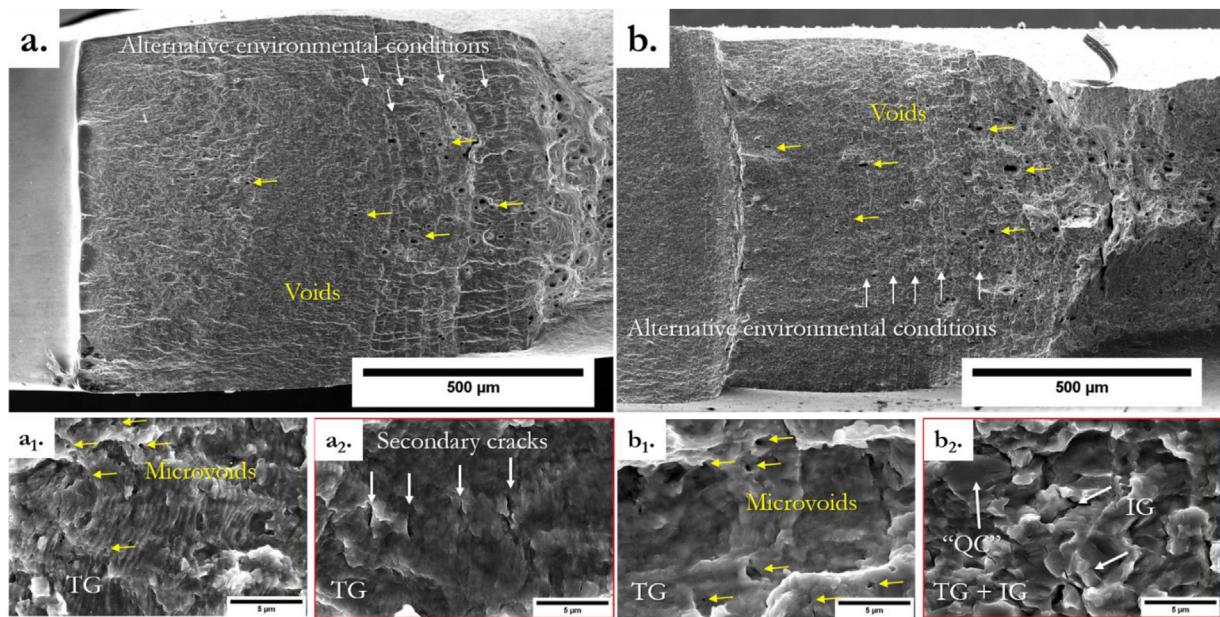 a.
Alternative environmental conditions
Voids
500 µm
b.
Voids
Alternative environmental conditions
500 µm
a1.
Microvoids
TG
5 µm
a2.
Secondary cracks
5 µm
b1.
Microvoids
TG
5 µm
b2.
IG
“QC”
TG + IG
5 µm